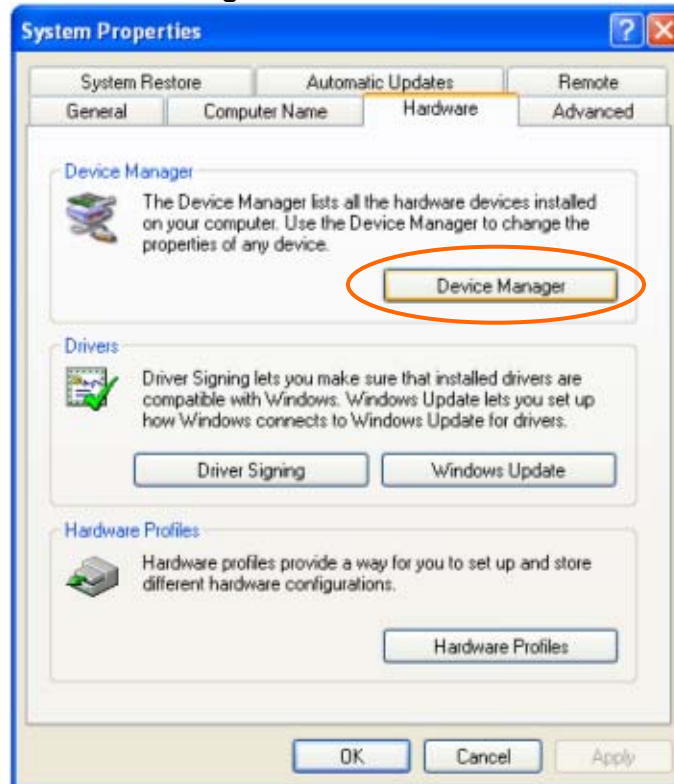 System Properties
System Restore
Automatic Updates
Remote
General
Computer Name
Hardware
Advanced
Device Manager
The Device Manager lists all the hardware devices installed
on your computer. Use the Device Manager to change the
properties of any device.
Device Manager
Drivers
Driver Signing lets you make sure that installed drivers are
compatible with Windows. Windows Update lets you set up
how Windows connects to Windows Update for drivers.
Driver Signing
Windows Update
Hardware Profiles
Hardware profiles provide a way for you to set up and store
different hardware configurations.
Hardware Profiles
OK
Cancel
Apply